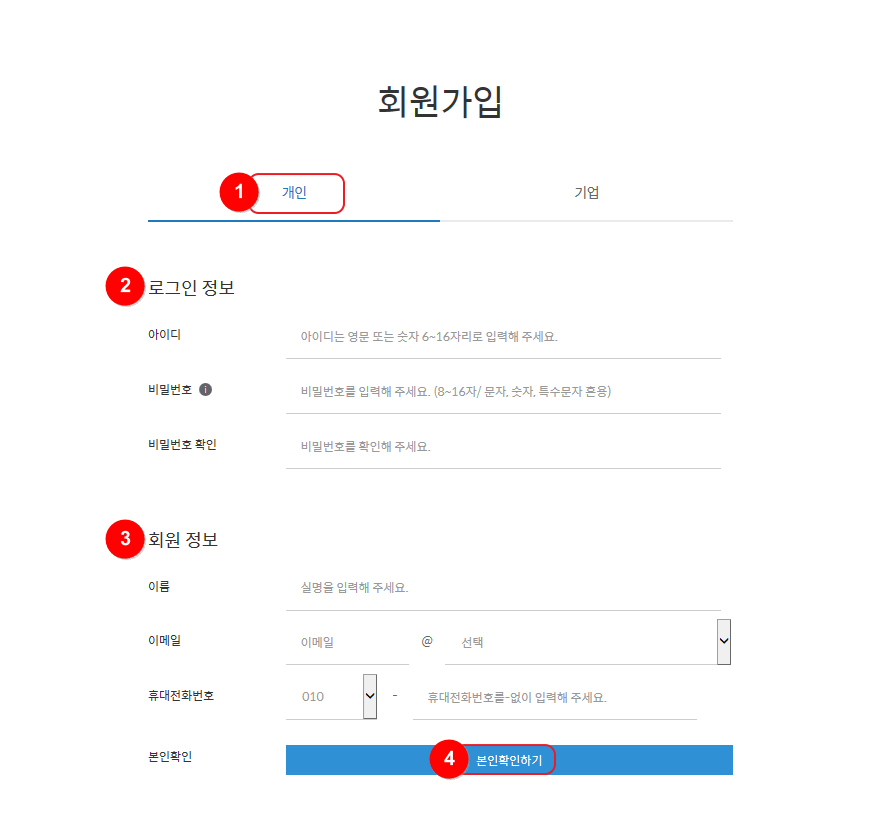 회원가입
1 개인 기업
2 로그인 정보
아이디 아이디는 영문 또는 숫자 6~16자리로 입력해 주세요.
비밀번호 i 비밀번호를 입력해 주세요. (8~16자/ 문자, 숫자, 특수문자 혼용)
비밀번호 확인 비밀번호를 확인해 주세요.
3 회원 정보
이름 실명을 입력해 주세요.
이메일 이메일 @ 선택
휴대전화번호 010 - 휴대전화번호를-없이 입력해 주세요.
본인확인 4 본인확인하기